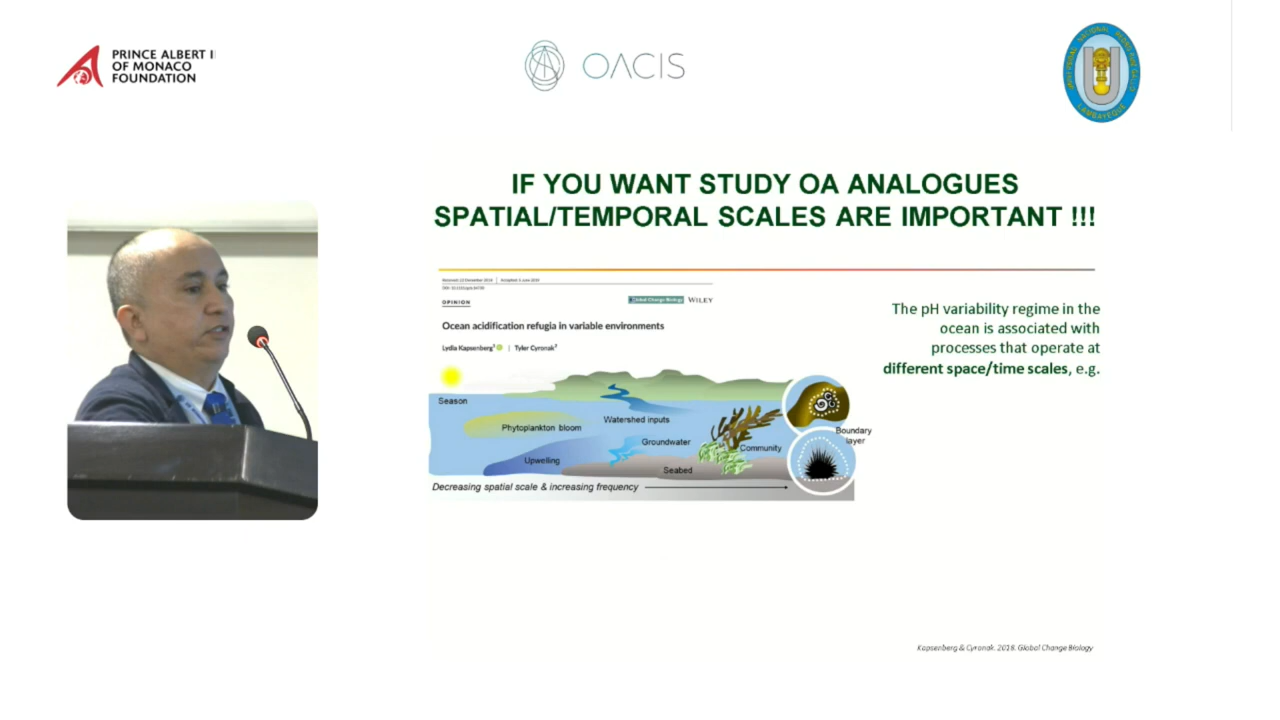 PRINCE ALBERT II
OF MONACO
FOUNDATION
OACIS
LAMBAYEQUE
IF YOU WANT STUDY OA ANALOGUES
SPATIAL/TEMPORAL SCALES ARE IMPORTANT !!!
OPINION
Global Change Biology WILEY
Ocean acidification refugia in variable environments
Lydia Kapsenberg | Tyler Cyronak
The pH variability regime in the
ocean is associated with
processes that operate at
different space/time scales, e.g.
Season
Phytoplankton bloom
Watershed inputs
Groundwater
Upwelling
Community
Seabed
Boundary
layer
Decreasing spatial scale & increasing frequency
Kapsenberg & Cyronak. 2018. Global Change Biology